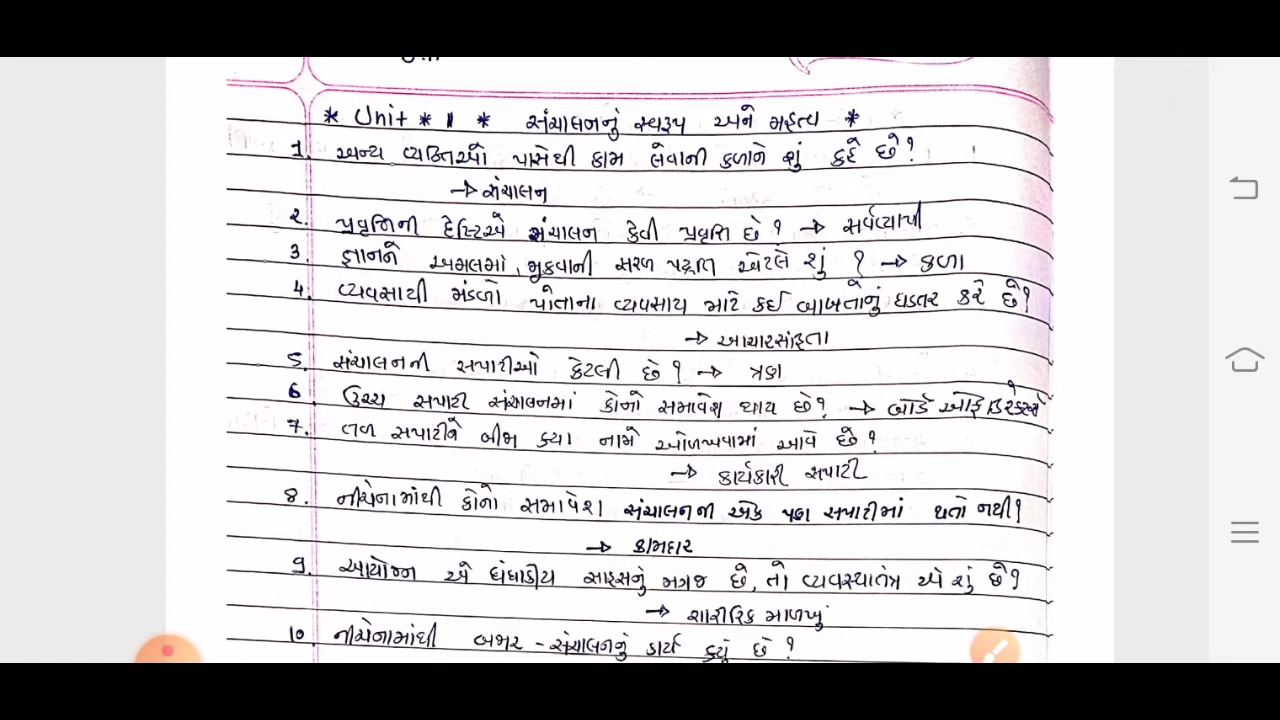 * Unit * 1 * સંચાલનનું સ્વરૂપ અને મહત્વ *
1. અન્ય વ્યક્તિઓ પાસેથી કામ લેવાની કળાને શું કહે છે?
→ સંચાલન
૨. પ્રવૃત્તિની દૃષ્ટિએ સંચાલન કેવી પ્રવૃત્તિ છે? → સર્વવ્યાપી
3. જ્ઞાનને અમલમાં મુકવાની સરળ પદ્ધતિ એટલે શું? → કળા
4. વ્યવસાયી મંડળો પોતાના વ્યવસાય માટે કઈ બાબતોનું ઘડતર કરે છે?
→ આચારસંહિતા
5. સંચાલનની સપાટીઓ કેટલી છે? → ત્રણ
6. ઉચ્ચ સપાટી સંચાલનમાં કોનો સમાવેશ થાય છે? → બોર્ડ ઓફ ડિરેક્ટર્સ
7. તળ સપાટીને બીજા ક્યા નામે ઓળખવામાં આવે છે?
→ કાર્યકારી સપાટી
8. નીચેનામાંથી કોનો સમાવેશ સંચાલનની એક પણ સપાટીમાં થતો નથી?
→ કામદાર
9. આયોજન એ ધંધાકીય સાહસનું મગજ છે, તો વ્યવસ્થાતંત્ર એ શું છે?
→ શારીરિક માળખું
10. નીચેનામાંથી બજાર - સંચાલનનું કાર્ય કયું છે?